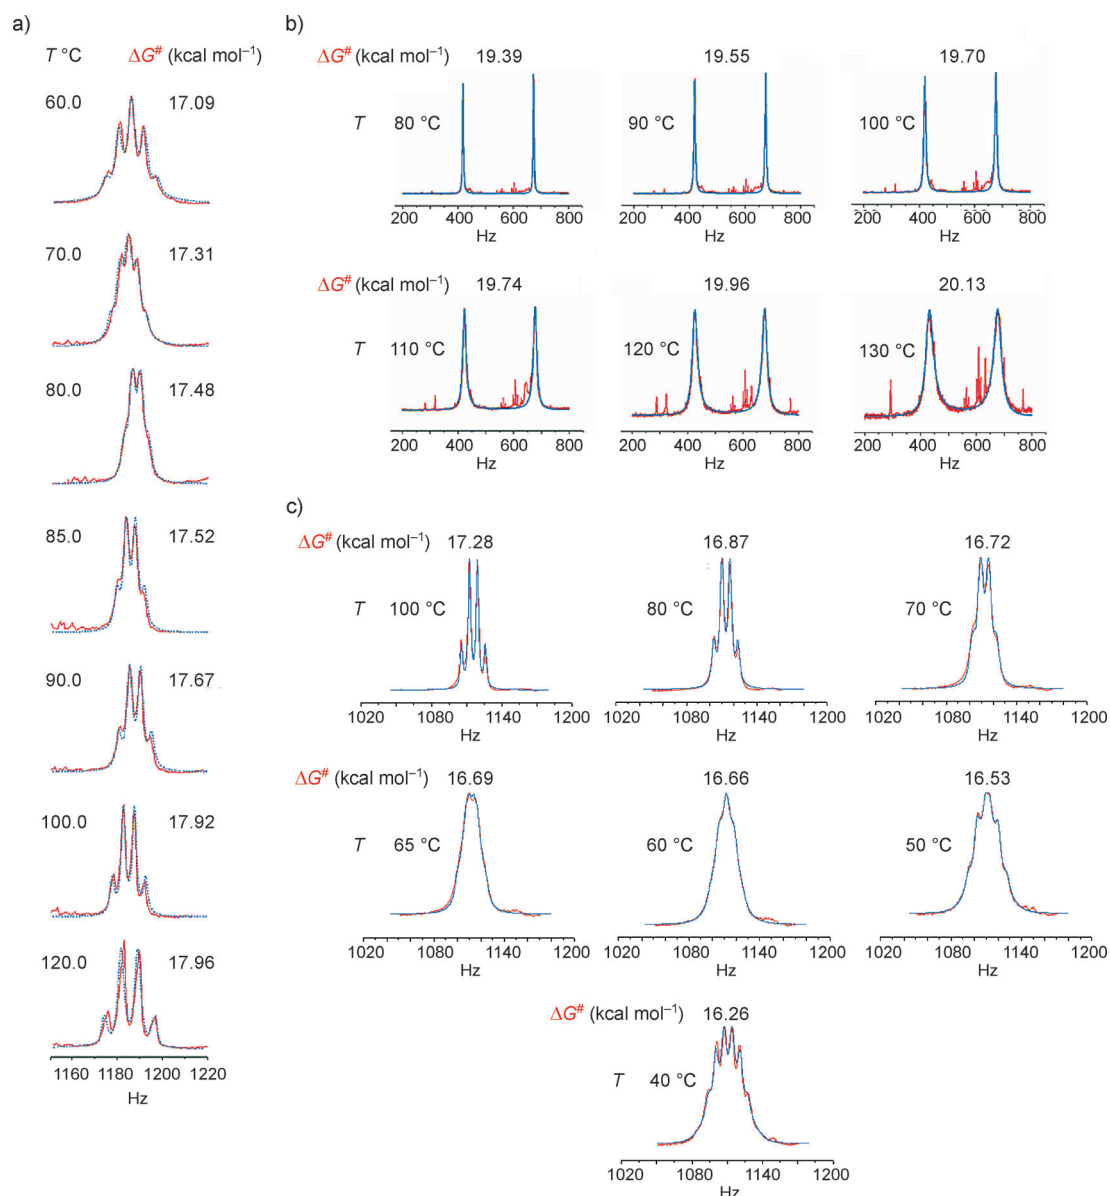 a)
T °C ΔG# (kcal mol–1)
60.0 17.09
70.0 17.31
80.0 17.48
85.0 17.52
90.0 17.67
100.0 17.92
120.0 17.96
1160 1180 1200 1220
Hz
b)
ΔG# (kcal mol–1) 19.39 19.55 19.70
T 80 °C 90 °C 100 °C
200 400 600 800 200 400 600 800 200 400 600 800
Hz Hz Hz
ΔG# (kcal mol–1) 19.74 19.96 20.13
T 110 °C 120 °C 130 °C
200 400 600 800 200 400 600 800 200 400 600 800
Hz Hz Hz
c)
ΔG# (kcal mol–1) 17.28 16.87 16.72
T 100 °C 80 °C 70 °C
1020 1080 1140 1200 1020 1080 1140 1200 1020 1080 1140 1200
Hz Hz Hz
ΔG# (kcal mol–1) 16.69 16.66 16.53
T 65 °C 60 °C 50 °C
1020 1080 1140 1200 1020 1080 1140 1200 1020 1080 1140 1200
Hz Hz Hz
ΔG# (kcal mol–1) 16.26
T 40 °C
1020 1080 1140 1200
Hz